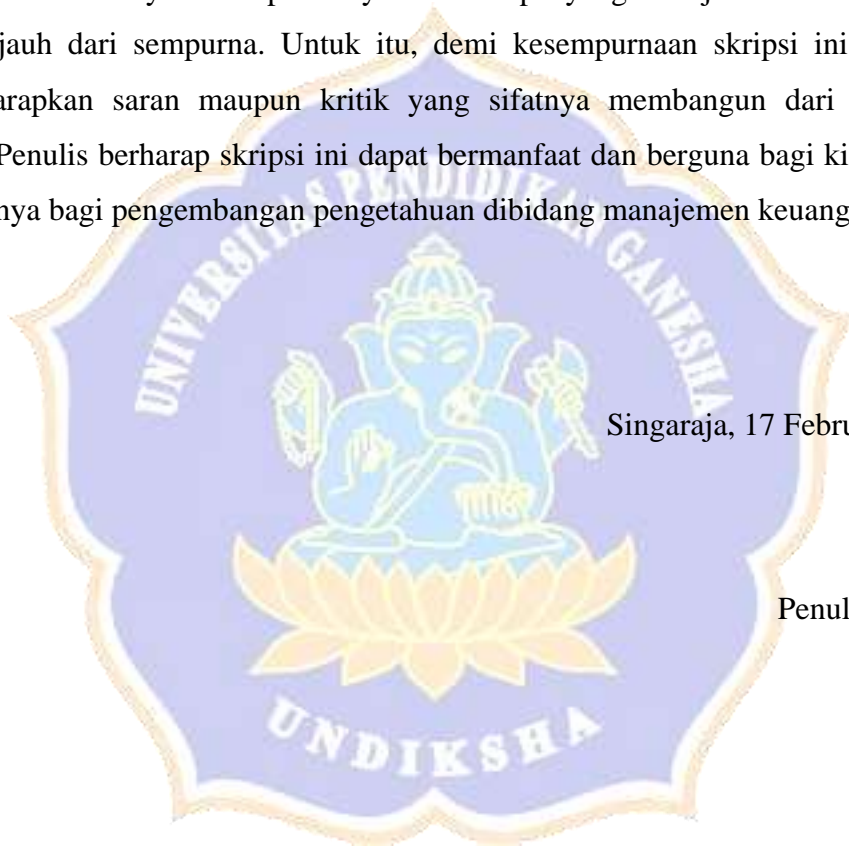 jauh dari sempurna. Untuk itu, demi kesempurnaan skripsi ini
arapkan saran maupun kritik yang sifatnya membangun dari
Penulis berharap skripsi ini dapat bermanfaat dan berguna bagi ki
nya bagi pengembangan pengetahuan dibidang manajemen keuang
UNIVERSITAS PENDIDIKAN GANESHA
Singaraja, 17 Febru
Penul
UNDIKSHA